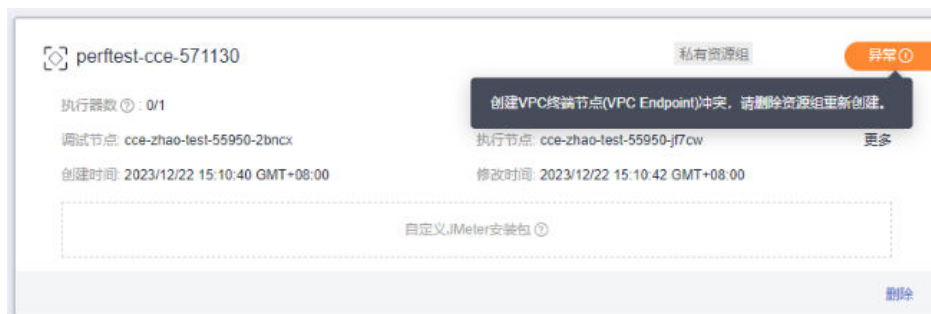 perftest-cce-571130 私有资源组 异常
创建VPC终端节点(VPC Endpoint)冲突，请删除资源组重新创建。
执行器数 : 0/1
调试节点: cce-zhao-test-55950-2bncx 执行节点: cce-zhao-test-55950-jf7cw 更多
创建时间: 2023/12/22 15:10:40 GMT+08:00 修改时间: 2023/12/22 15:10:42 GMT+08:00
自定义JMeter安装包
删除